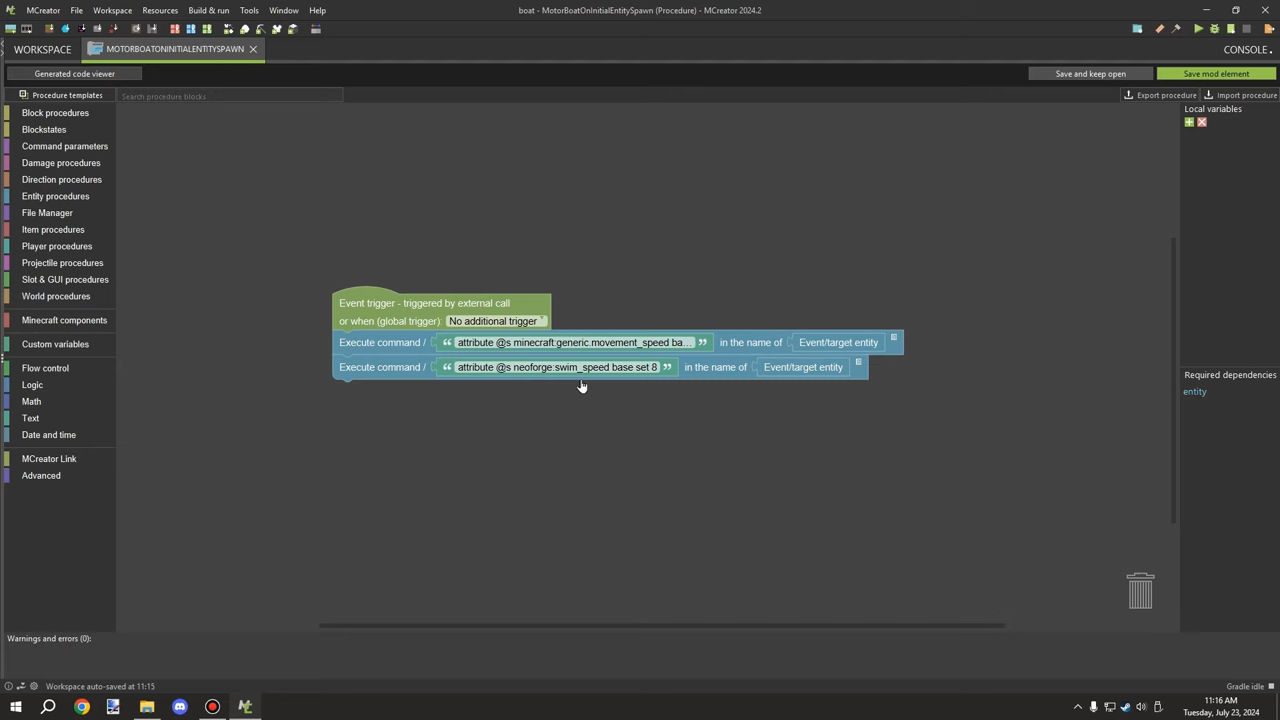 MCreator File Workspace Resources Build & run Tools Window Help
boat - MotorBoatOnInitialEntitySpawn (Procedure) - MCreator 2024.2
WORKSPACE
MOTORBOATONINITIALENTITYSPAWN
CONSOLE
Generated code viewer
Save and keep open
Save mod element
Procedure templates
Search procedure blocks
Export procedure
Import procedure
Block procedures
Blockstates
Command parameters
Damage procedures
Direction procedures
Entity procedures
File Manager
Item procedures
Player procedures
Projectile procedures
Slot & GUI procedures
World procedures
Minecraft components
Custom variables
Flow control
Logic
Math
Text
Date and time
MCreator Link
Advanced
Event trigger - triggered by external call
or when (global trigger): No additional trigger
Execute command / “ attribute @s minecraft:generic.movement_speed ba... ” in the name of Event/target entity
Execute command / “ attribute @s neoforge:swim_speed base set 8 ” in the name of Event/target entity
Local variables
Required dependencies
entity
Warnings and errors (0):
Workspace auto-saved at 11:15
Gradle idle
11:16 AM
Tuesday, July 23, 2024